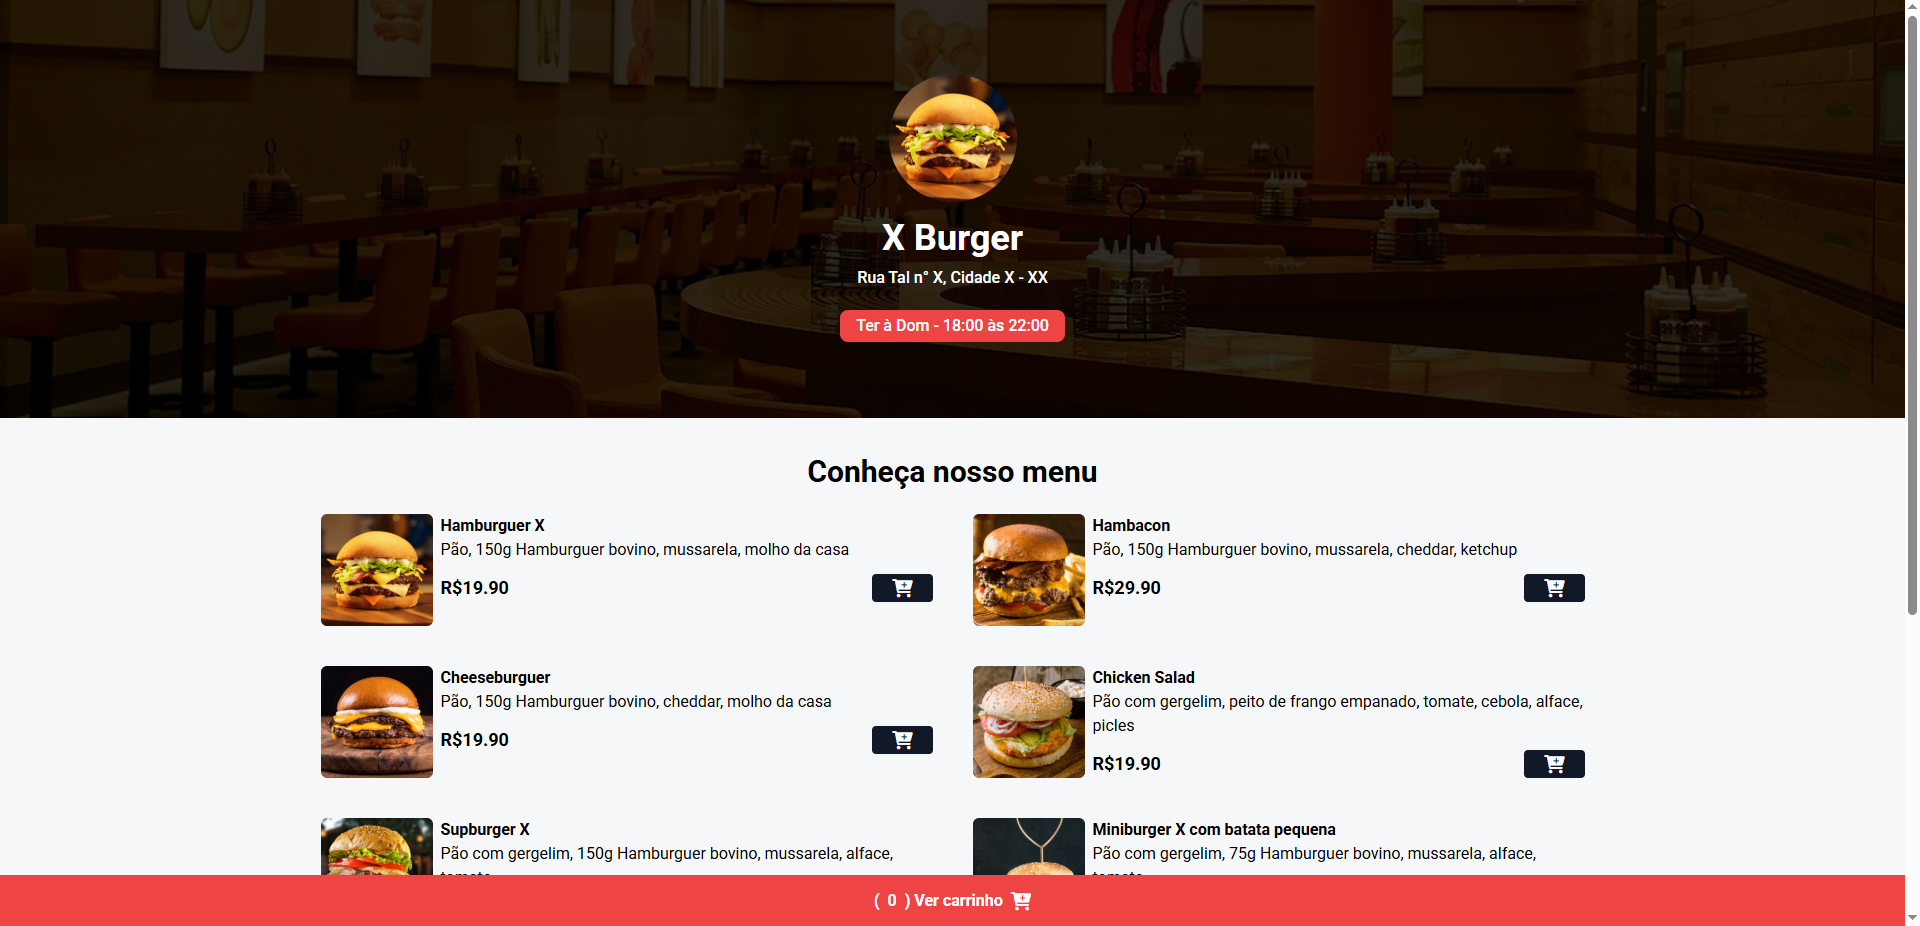 X Burger
Rua Tal n° X, Cidade X - XX
Ter à Dom - 18:00 às 22:00
Conheça nosso menu
Hamburguer X
Pão, 150g Hamburguer bovino, mussarela, molho da casa
R$19.90
Hambacon
Pão, 150g Hamburguer bovino, mussarela, cheddar, ketchup
R$29.90
Cheeseburguer
Pão, 150g Hamburguer bovino, cheddar, molho da casa
R$19.90
Chicken Salad
Pão com gergelim, peito de frango empanado, tomate, cebola, alface,
picles
R$19.90
Supburger X
Pão com gergelim, 150g Hamburguer bovino, mussarela, alface,
Miniburger X com batata pequena
Pão com gergelim, 75g Hamburguer bovino, mussarela, alface,
( 0 ) Ver carrinho